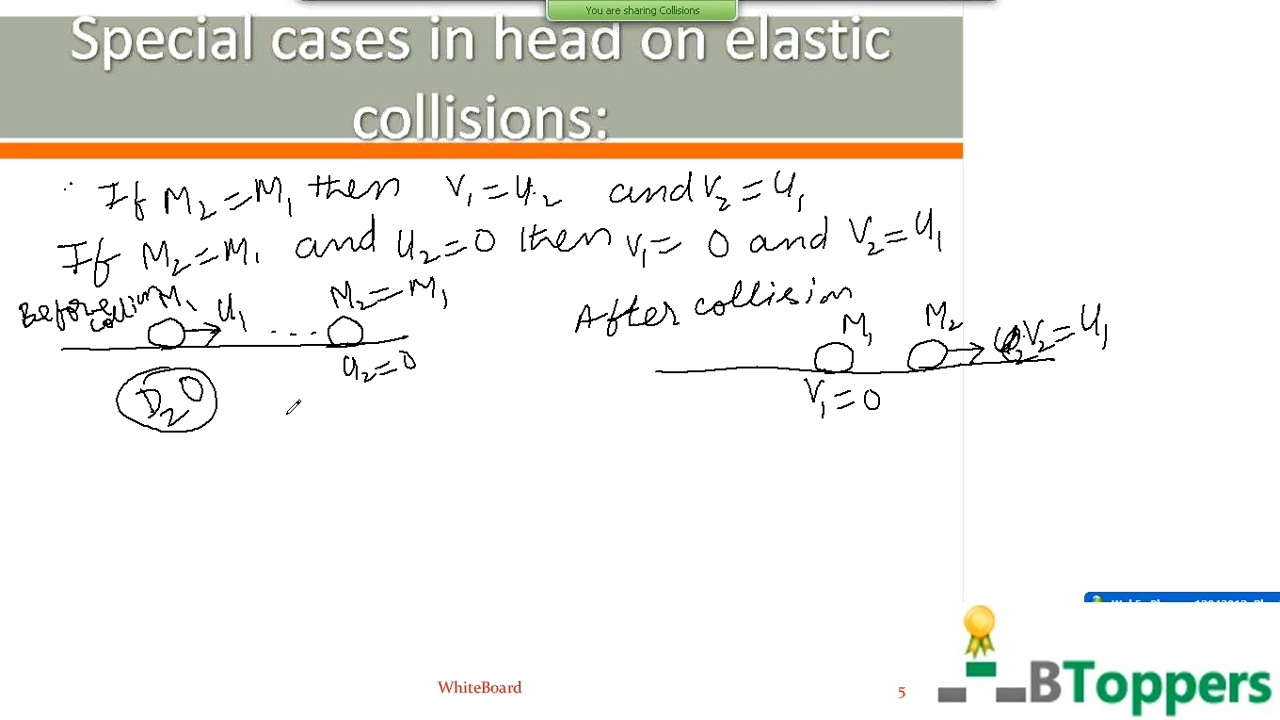 You are sharing Collisions
Special cases in head on elastic
collisions:
If M₂=M₁ then V₁=U₂ and V₂=U₁
If M₂=M₁ and U₂=0 then V₁= 0 and V₂=U₁
Before collision
M₁
U₁
M₂=M₁
U₂=0
After collision
M₁
M₂
V₂=U₁
V₁=0
D₂O
WhiteBoard
5
BToppers